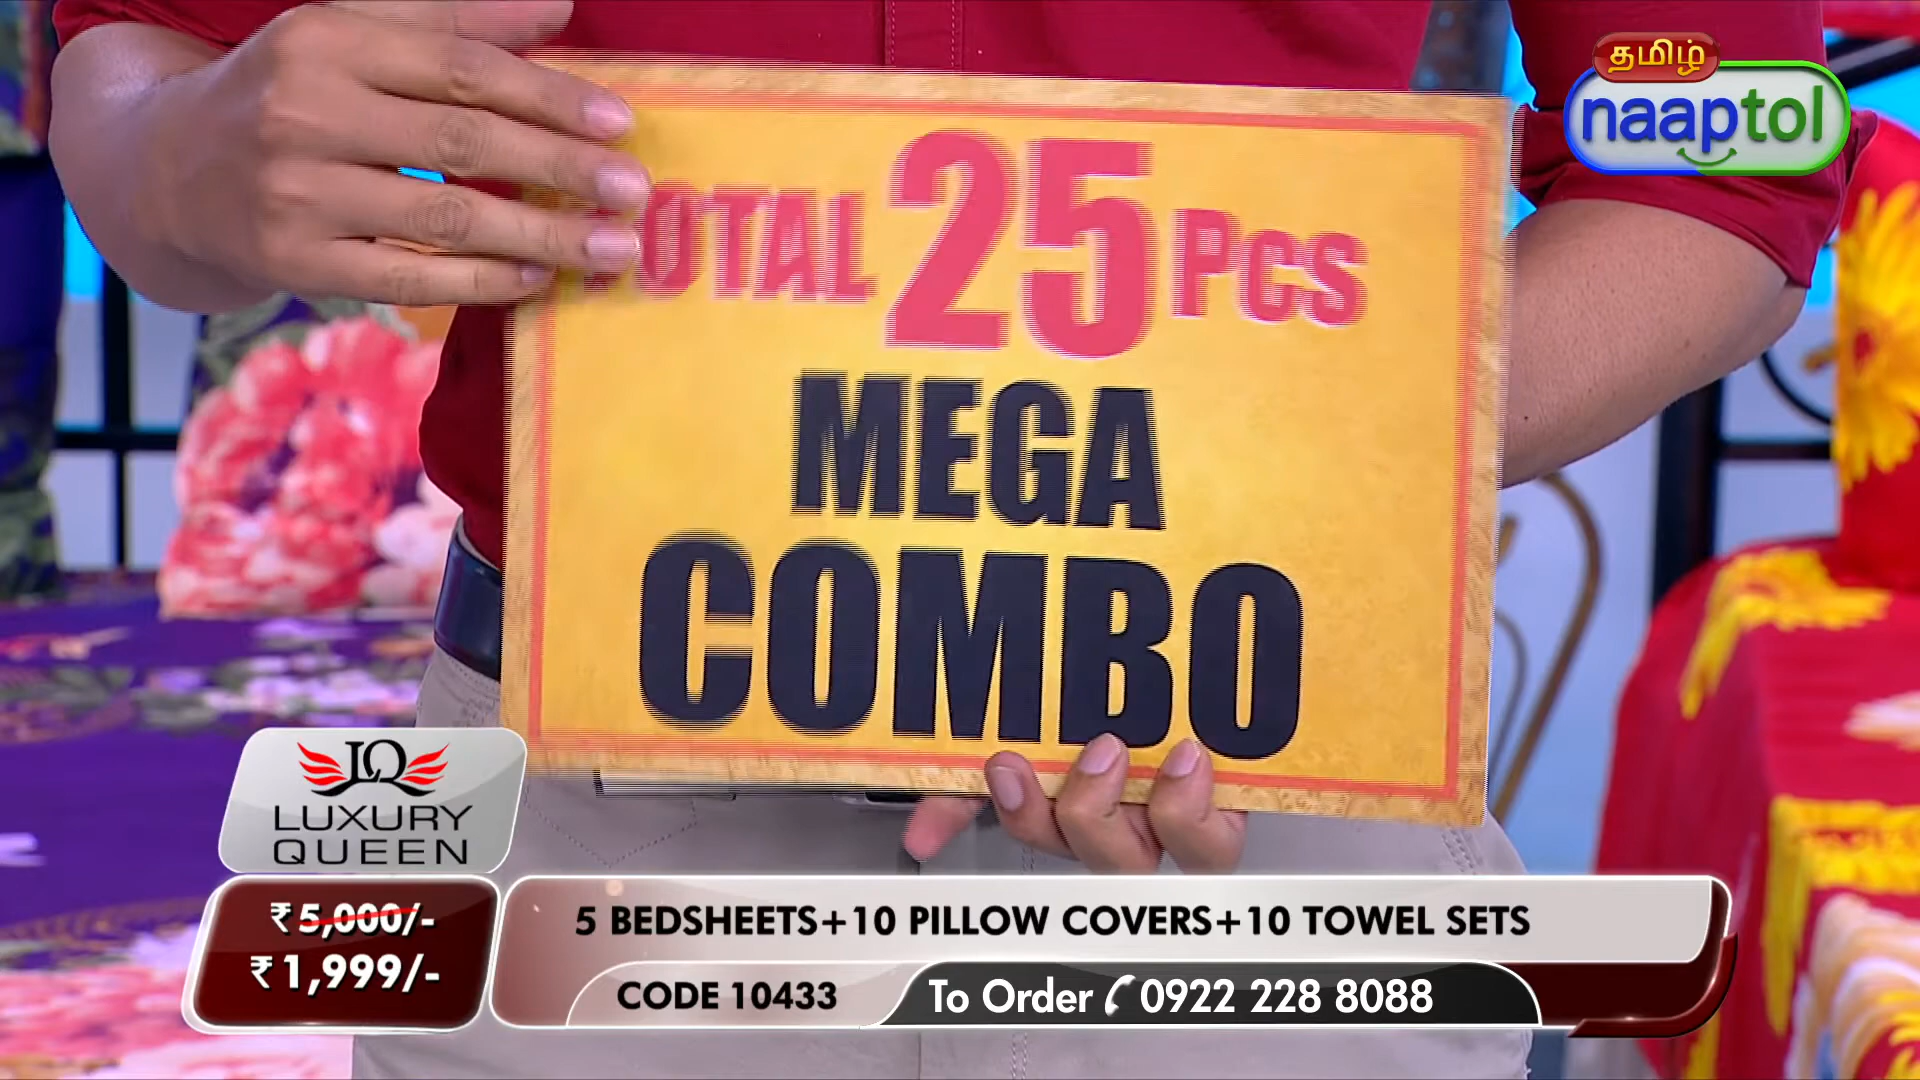 தமிழ்
naaptol
TOTAL 25 PCS
MEGA
COMBO
LQ
LUXURY
QUEEN
₹ 5,000/-
₹ 1,999/-
5 BEDSHEETS+10 PILLOW COVERS+10 TOWEL SETS
CODE 10433
To Order 0922 228 8088